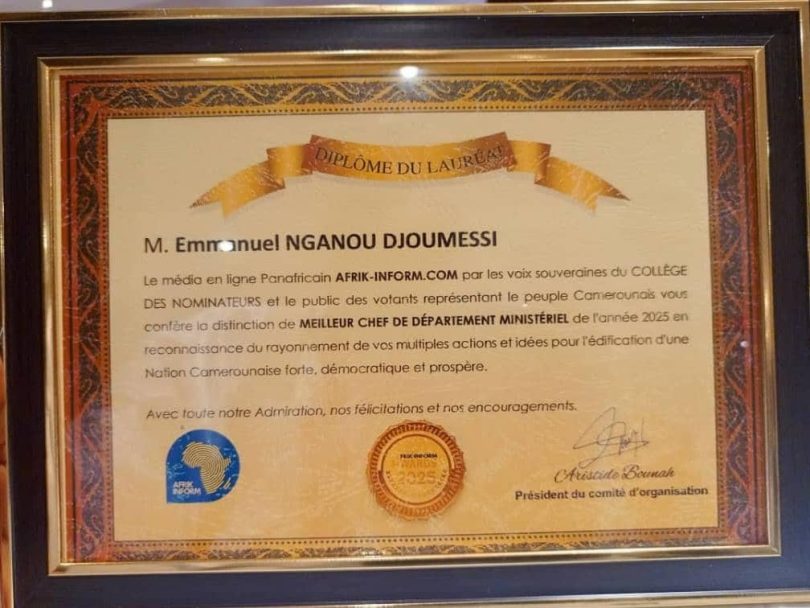 DIPLÔME DU LAURÉAT
M. Emmanuel NGANOU DJOUMESSI
Le média en ligne Panafricain AFRIK-INFORM.COM par les voix souveraines du COLLÈGE
DES NOMINATEURS et le public des votants représentant le peuple Camerounais vous
confère la distinction de MEILLEUR CHEF DE DÉPARTEMENT MINISTÉRIEL de l'année 2025 en
reconnaissance du rayonnement de vos multiples actions et idées pour l'édification d'une
Nation Camerounaise forte, démocratique et prospère.
Avec toute notre Admiration, nos félicitations et nos encouragements.
AFRIK
INFORM
AFRIK-INFORM
AWARDS
2025
Aristide Bounah
Président du comité d'organisation